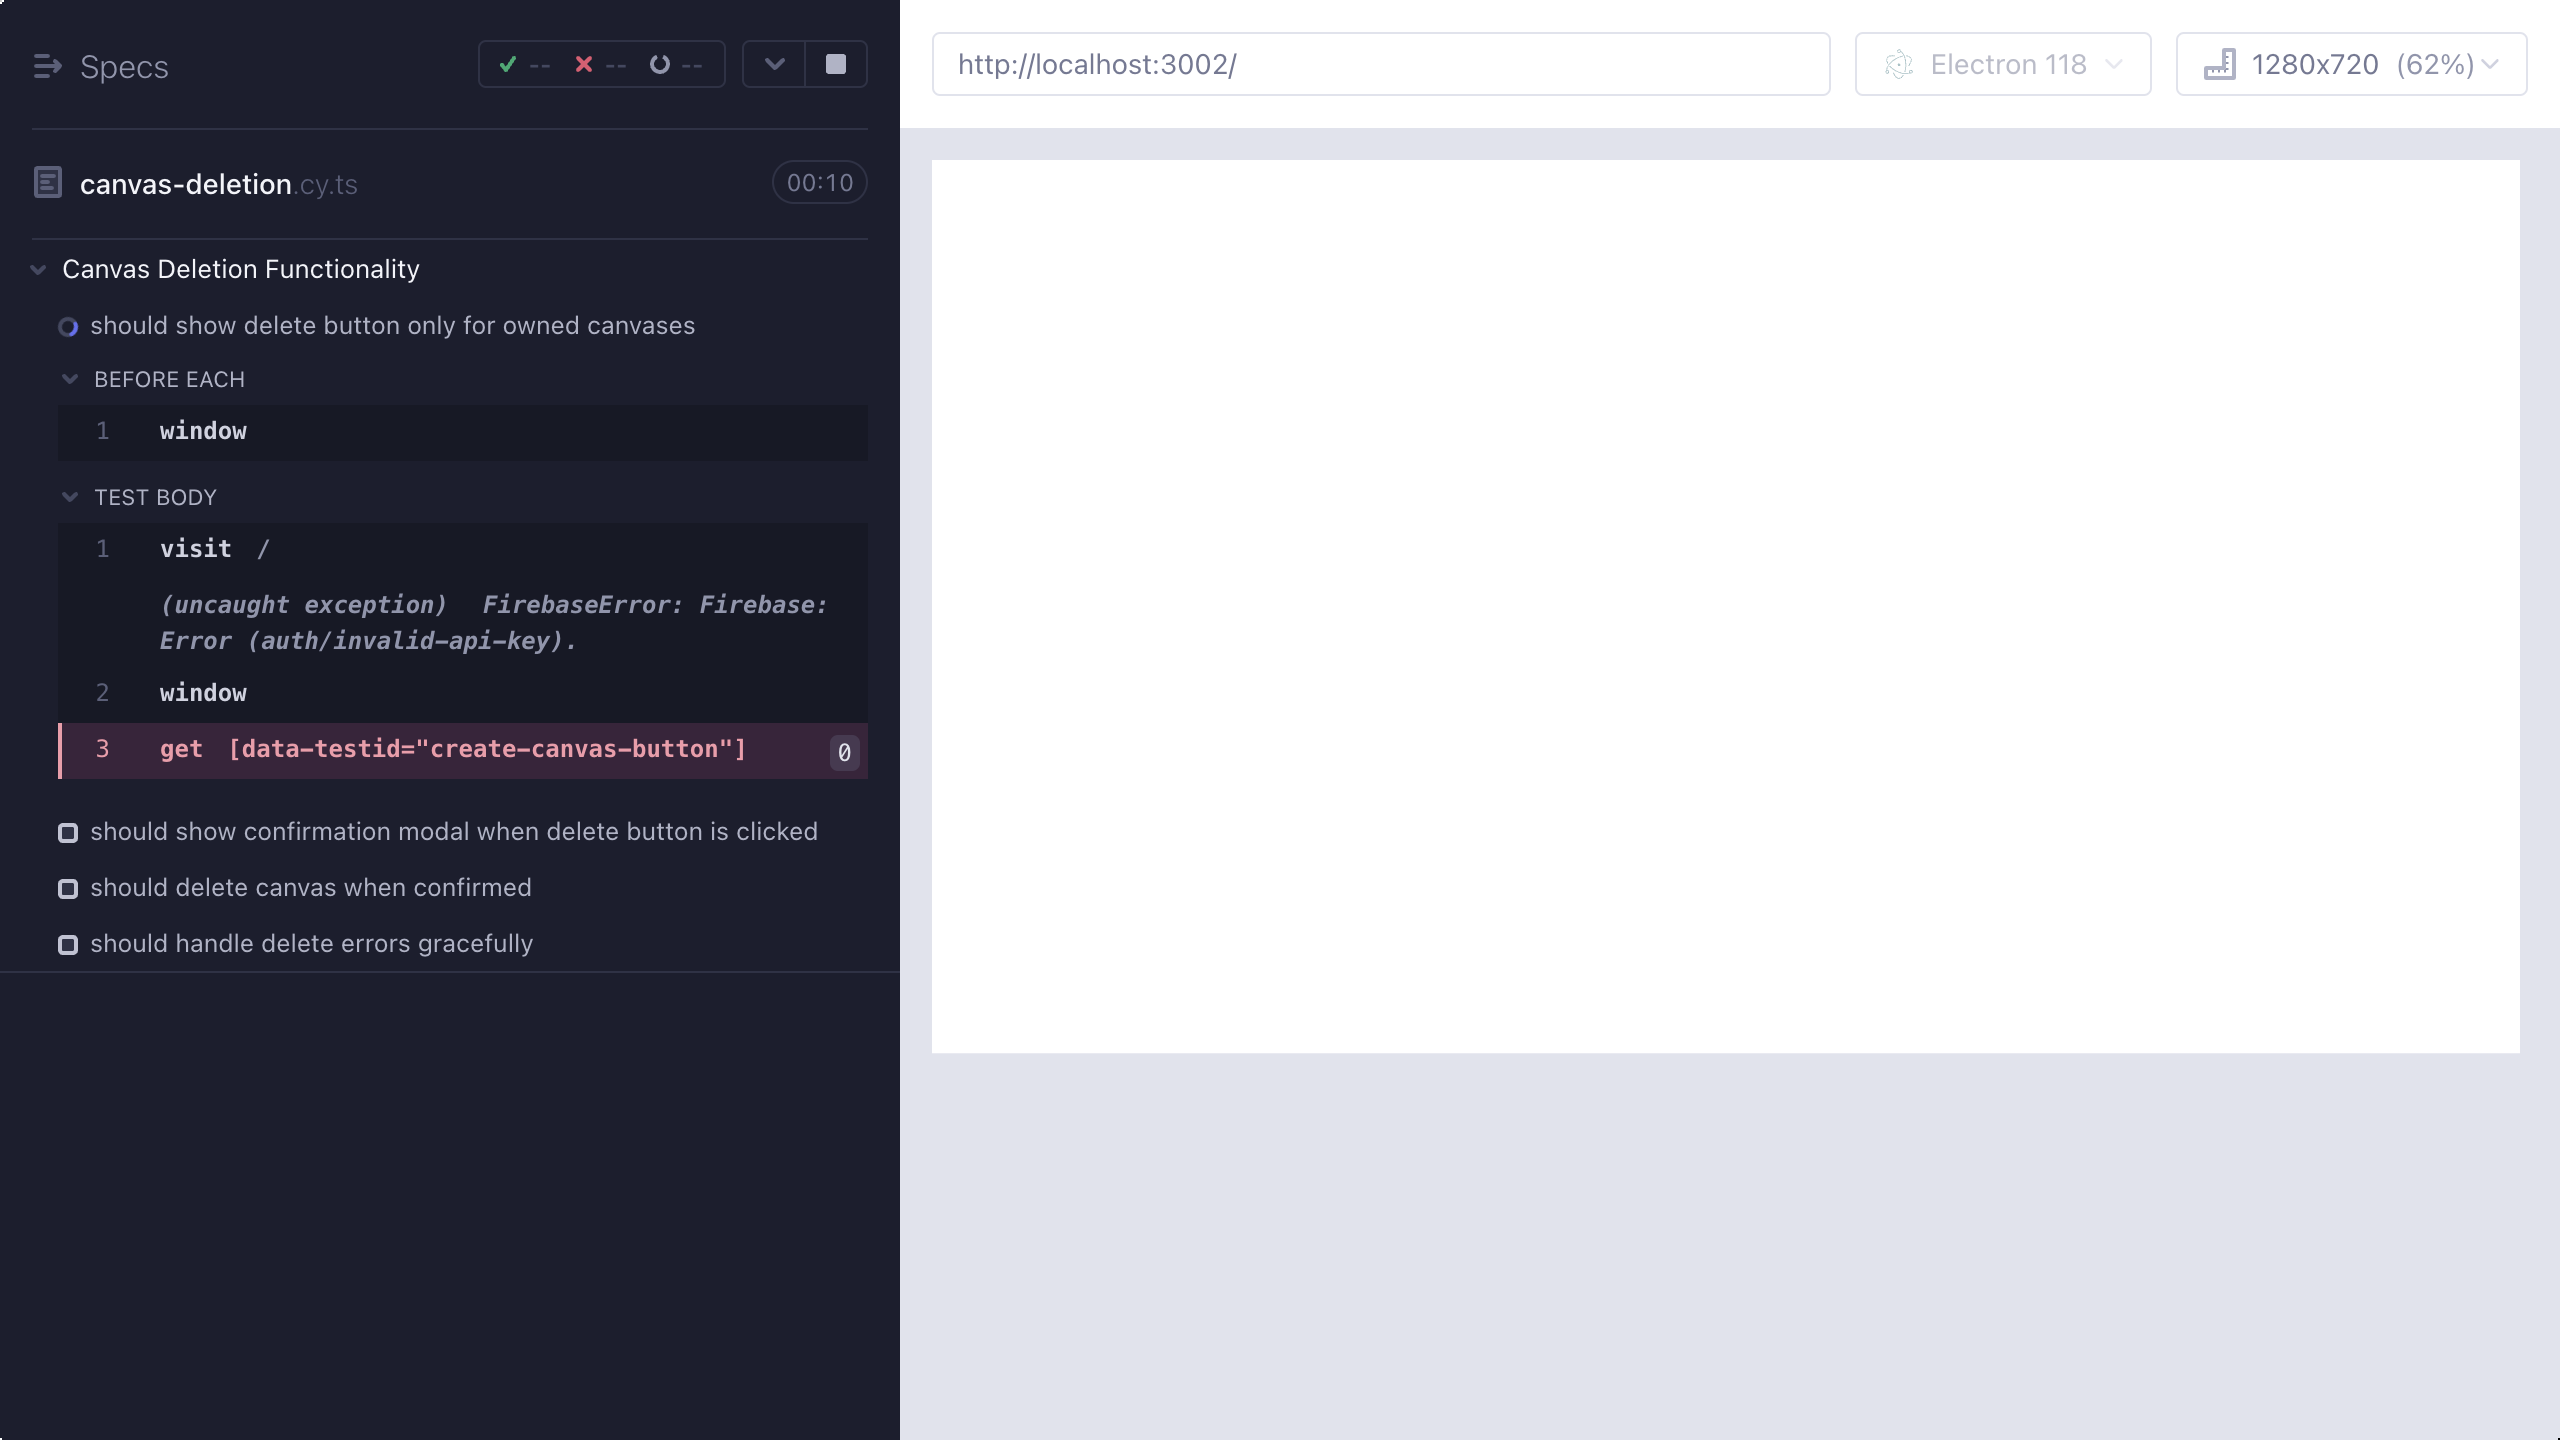 Specs
-- -- --
canvas-deletion.cy.ts 00:10
Canvas Deletion Functionality
should show delete button only for owned canvases
BEFORE EACH
1 window
TEST BODY
1 visit /
(uncaught exception) FirebaseError: Firebase:
Error (auth/invalid-api-key).
2 window
3 get [data-testid="create-canvas-button"] 0
should show confirmation modal when delete button is clicked
should delete canvas when confirmed
should handle delete errors gracefully
http://localhost:3002/
Electron 118
1280x720 (62%)